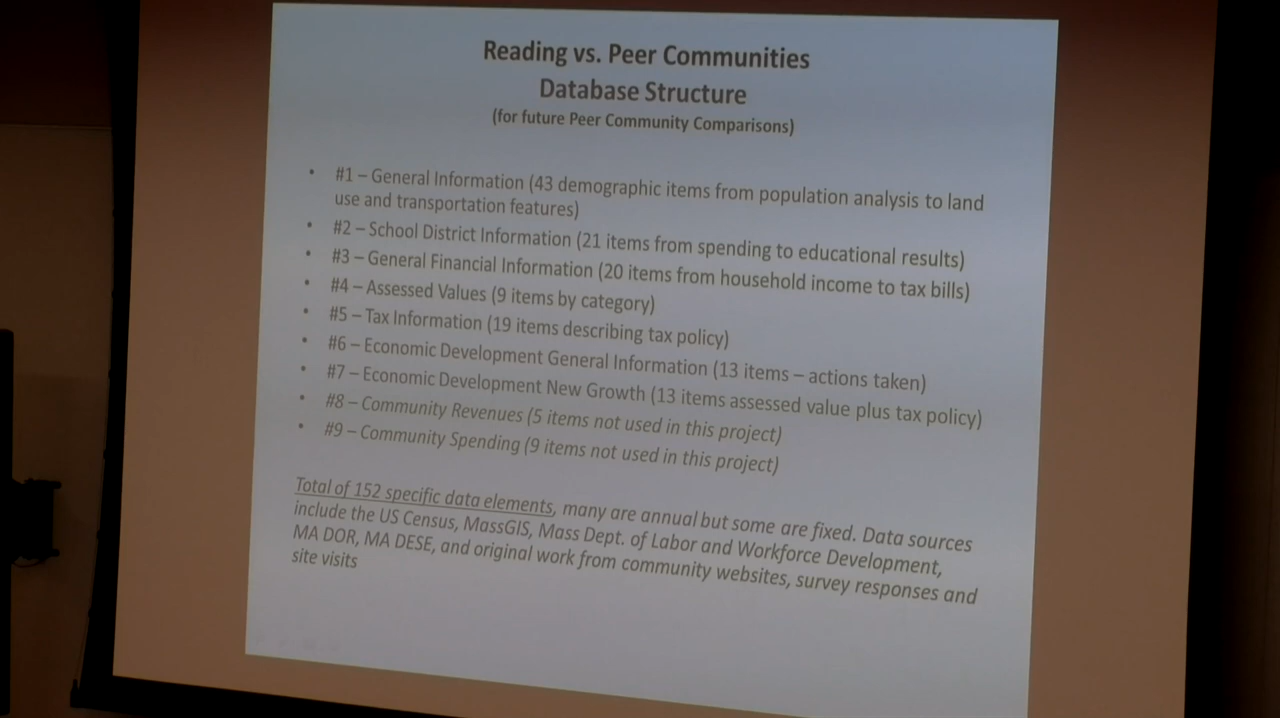 Reading vs. Peer Communities
Database Structure
(for future Peer Community Comparisons)
• #1 – General Information (43 demographic items from population analysis to land
use and transportation features)
• #2 – School District Information (21 items from spending to educational results)
• #3 – General Financial Information (20 items from household income to tax bills)
• #4 – Assessed Values (9 items by category)
• #5 – Tax Information (19 items describing tax policy)
• #6 – Economic Development General Information (13 items – actions taken)
• #7 – Economic Development New Growth (13 items assessed value plus tax policy)
• #8 – Community Revenues (5 items not used in this project)
• #9 – Community Spending (9 items not used in this project)
Total of 152 specific data elements, many are annual but some are fixed. Data sources
include the US Census, MassGIS, Mass Dept. of Labor and Workforce Development,
MA DOR, MA DESE, and original work from community websites, survey responses and
site visits